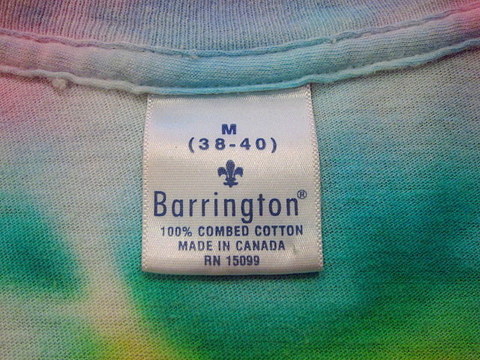 M
(38-40)
Barrington®
100% COMBED COTTON
MADE IN CANADA
RN 15099